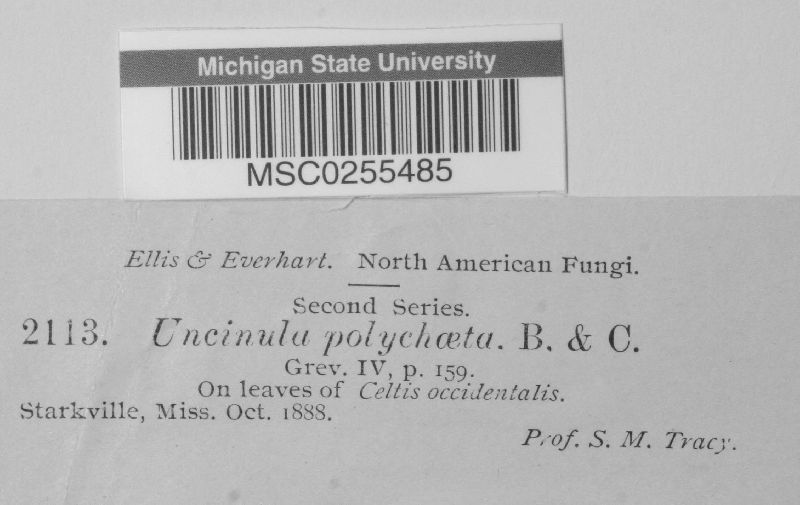 Michigan State University
MSC0255485
Ellis & Everhart. North American Fungi.
Second Series.
2113. Uncinula polychæta. B. & C.
Grev. IV, p. 159.
On leaves of Celtis occidentalis.
Starkville, Miss. Oct. 1888.
Prof. S. M. Tracy.